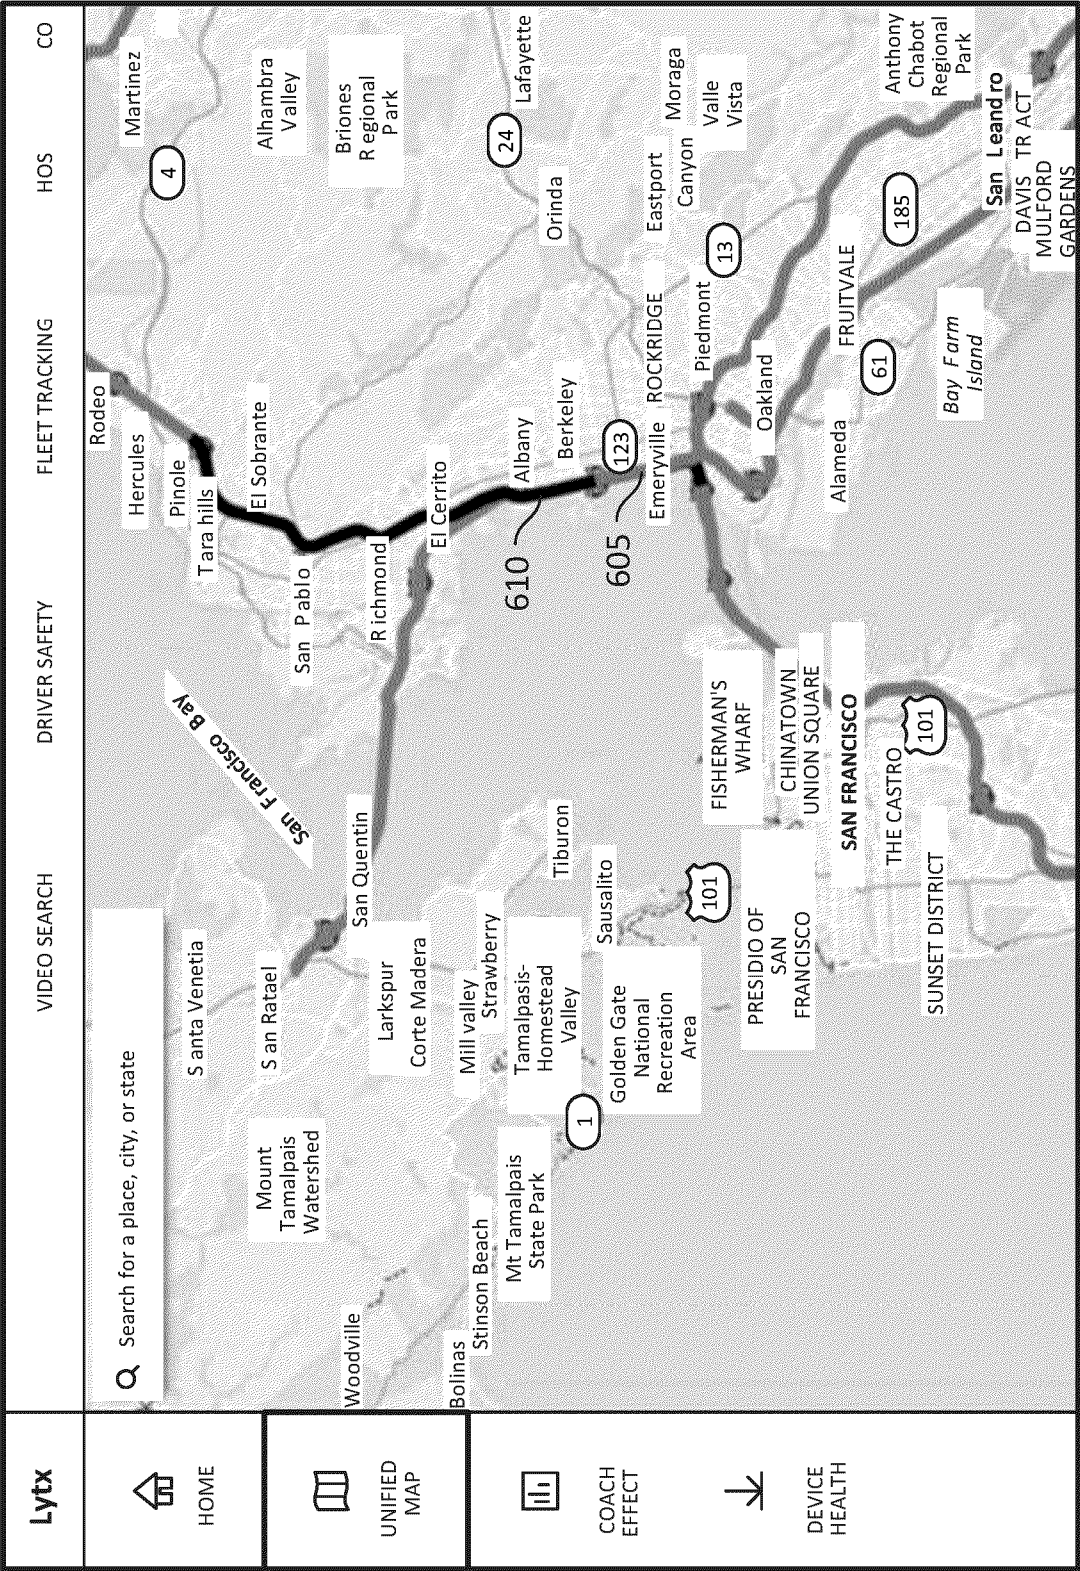 Lytx
VIDEO SEARCH
DRIVER SAFETY
FLEET TRACKING
HOS
CO
HOME
UNIFIED
MAP
COACH
EFFECT
DEVICE
HEALTH
Search for a place, city, or state
Rodeo
Martinez
Hercules
4
Pinole
Santa Venetia
Tara hills
San Francisco Bay
El Sobrante
Alhambra
Valley
San Ratael
Mount
Tamalpais
Watershed
San Pablo
Briones
Regional
Park
Woodville
San Quentin
Richmond
Larkspur
Corte Madera
El Cerrito
Bolinas
Stinson Beach
Mill valley
Strawberry
Mt Tamalpais
State Park
Tamalpasis-
Homestead
Valley
Tiburon
610
Albany
24
Lafayette
Orinda
Berkeley
1
Sausalito
605
123
Golden Gate
National
Recreation
Area
Emeryville
ROCKRIDGE
Eastport
Canyon
Moraga
Valle
Vista
101
FISHERMAN'S
WHARF
Piedmont
13
PRESIDIO OF
SAN
FRANCISCO
CHINATOWN
UNION SQUARE
Oakland
SAN FRANCISCO
Alameda
FRUITVALE
61
185
THE CASTRO
101
SUNSET DISTRICT
Anthony
Chabot
Regional
Park
Bay Farm
Island
San Leandro
DAVIS TRACT
MULFORD
GARDENS